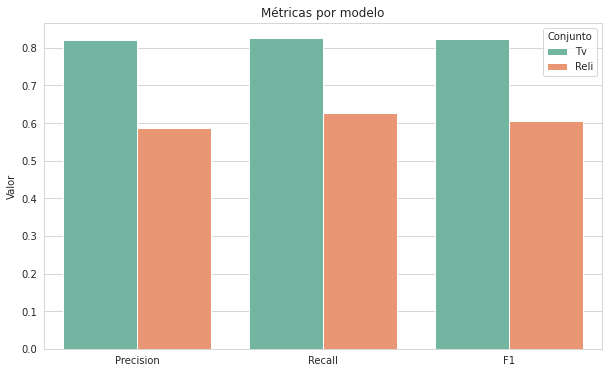 Métricas por modelo
Conjunto
Tv
Reli
Valor
0.8
0.7
0.6
0.5
0.4
0.3
0.2
0.1
0.0
Precision
Recall
F1